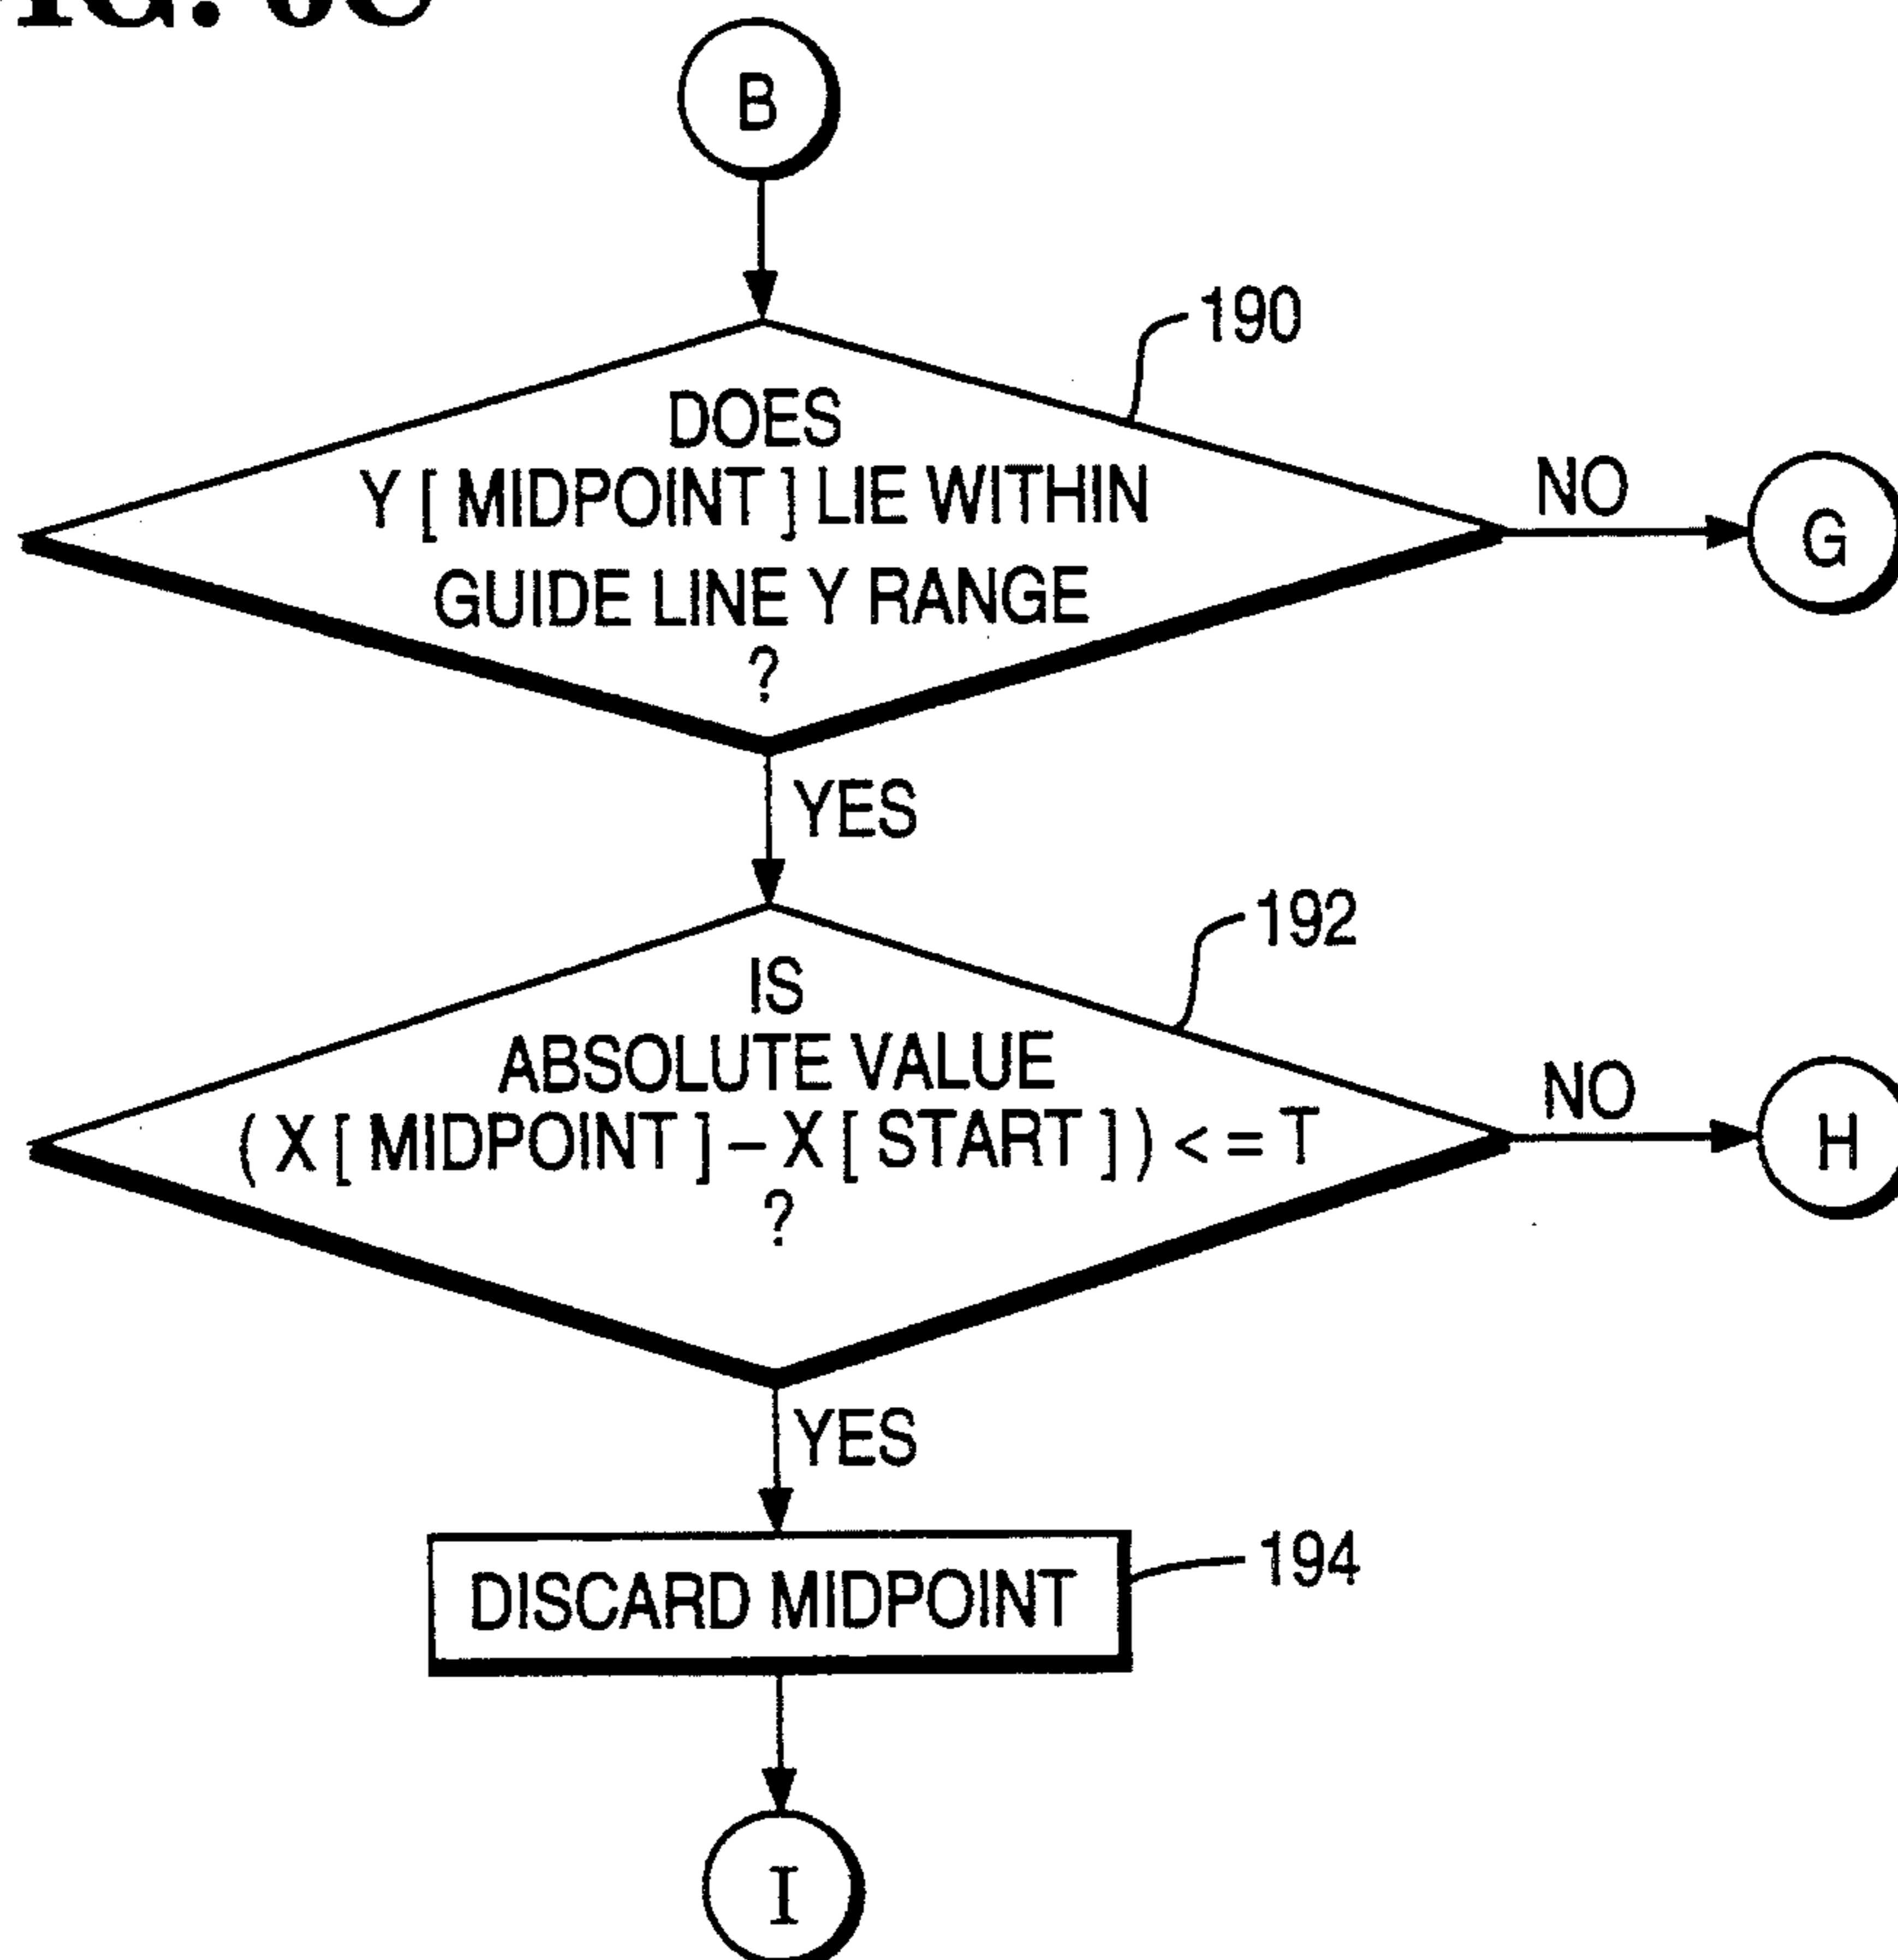 B
190
DOES
Y [ MIDPOINT ] LIE WITHIN
GUIDE LINE Y RANGE
?
NO
G
YES
192
IS
ABSOLUTE VALUE
( X [ MIDPOINT ] – X [ START ] ) < = T
?
NO
H
YES
DISCARD MIDPOINT
194
I